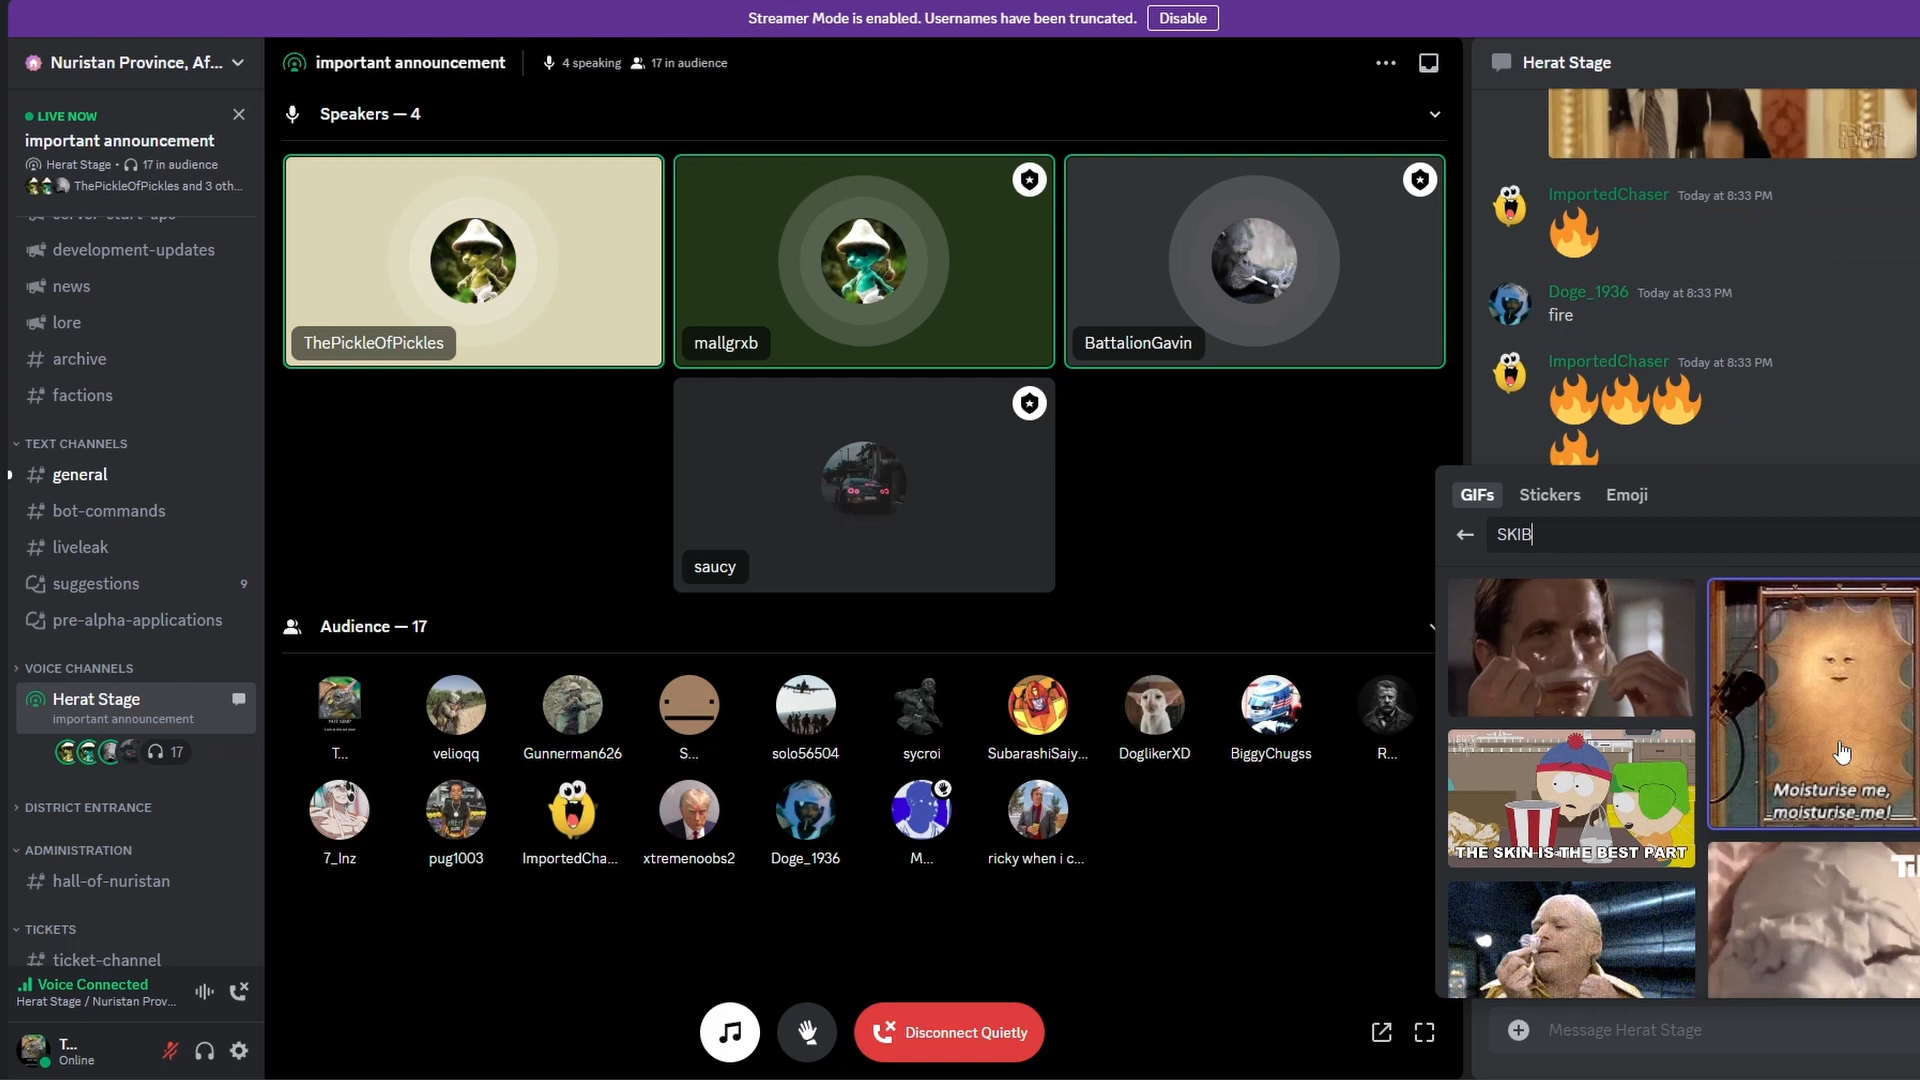 Streamer Mode is enabled. Usernames have been truncated.
Disable
Nuristan Province, Af...
LIVE NOW
important announcement
Herat Stage • 17 in audience
ThePickleOfPickles and 3 oth...
server-start-ups
development-updates
news
lore
archive
factions
TEXT CHANNELS
general
bot-commands
liveleak
suggestions
9
pre-alpha-applications
VOICE CHANNELS
Herat Stage
important announcement
17
DISTRICT ENTRANCE
ADMINISTRATION
hall-of-nuristan
TICKETS
ticket-channel
Voice Connected
Herat Stage / Nuristan Prov...
T...
Online
important announcement
4 speaking
17 in audience
Speakers — 4
ThePickleOfPickles
mallgrxb
BattalionGavin
saucy
Audience — 17
T...
velioqq
Gunnerman626
S...
solo56504
sycroi
SubarashiSaiy...
DoglikerXD
BiggyChugss
R...
7_Inz
pug1003
ImportedCha...
xtremenoobs2
Doge_1936
M...
ricky when i c...
Disconnect Quietly
Herat Stage
ImportedChaser Today at 8:33 PM
Doge_1936 Today at 8:33 PM
fire
ImportedChaser Today at 8:33 PM
GIFs
Stickers
Emoji
SKIB
Moisturise me,
moisturise me!
THE SKIN IS THE BEST PART
Message Herat Stage